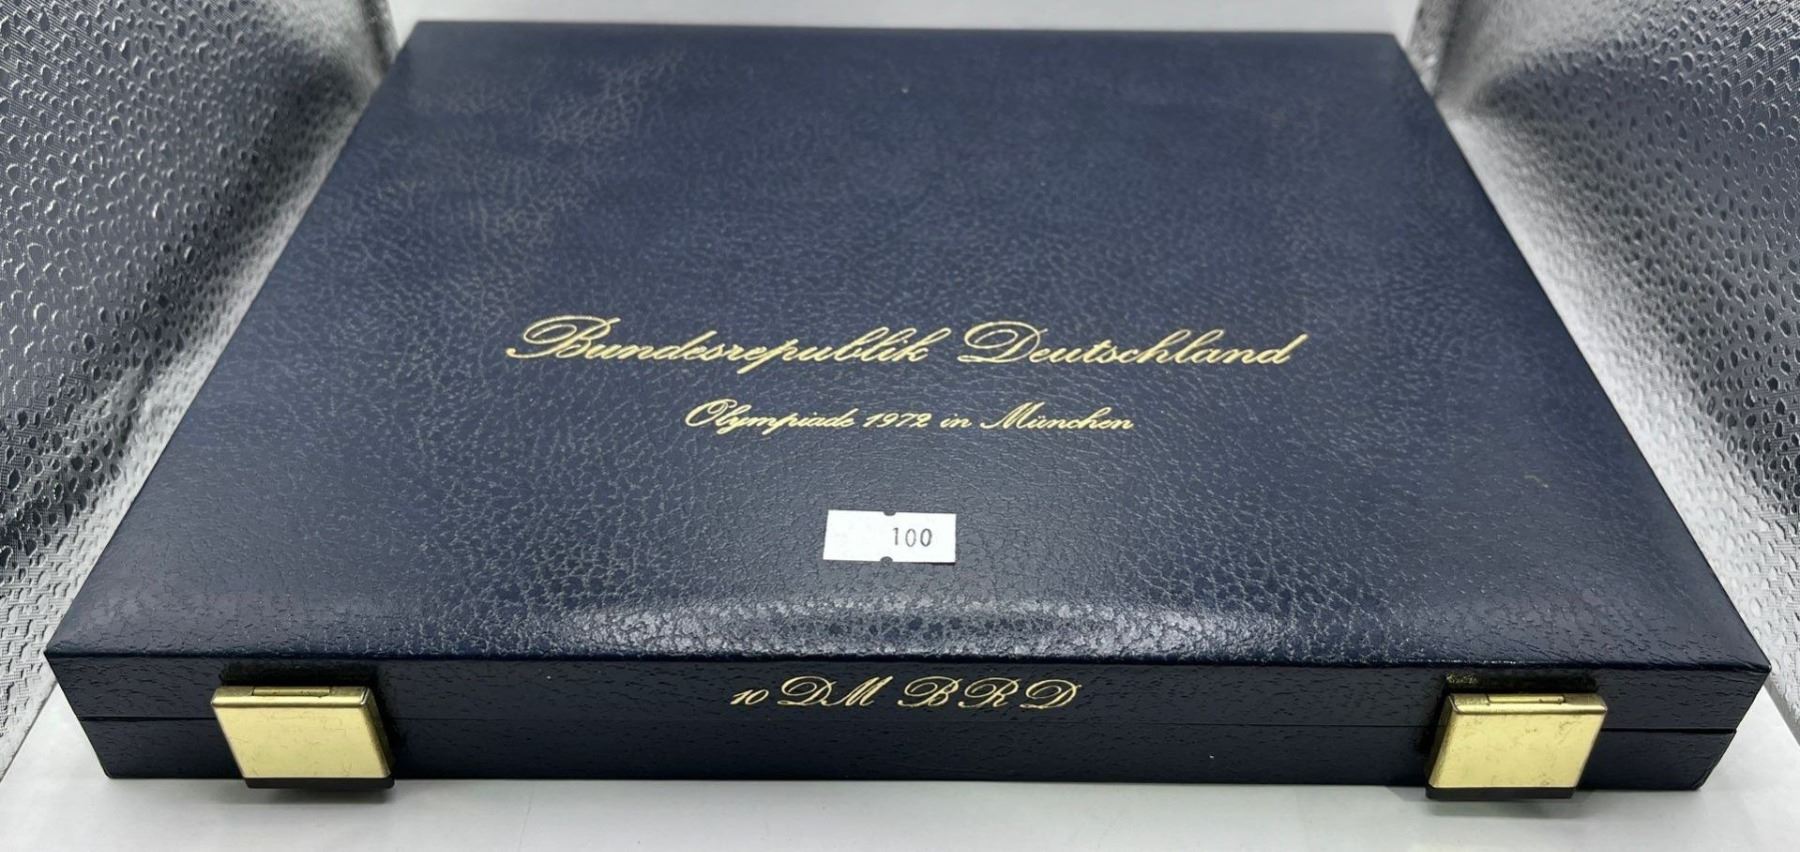 Bundesrepublik Deutschland
Olympiade 1972 in München
100
10 DM BRD